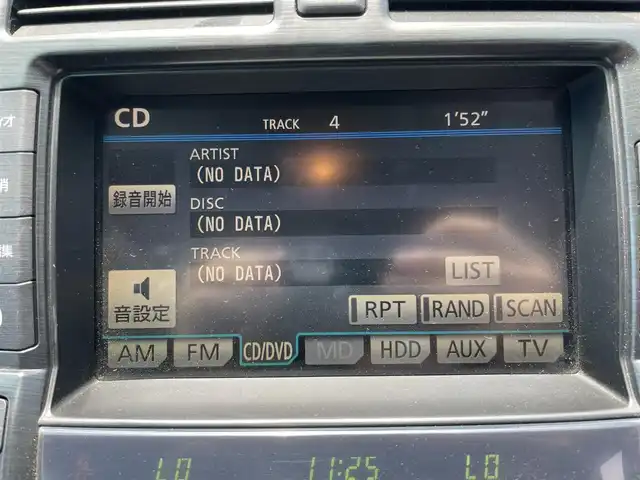 CD TRACK 4 1'52"
ARTIST
(NO DATA)
録音開始
DISC
(NO DATA)
TRACK
(NO DATA)
LIST
音設定
RPT RAND SCAN
AM FM CD/DVD MD HDD AUX TV
LO 11:25 LO